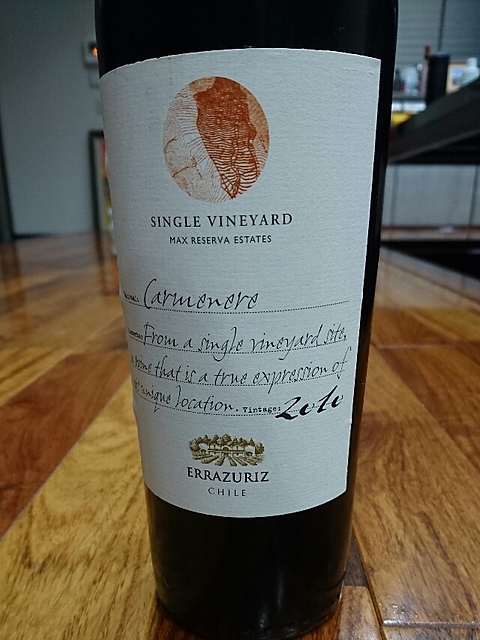 SINGLE VINEYARD
MAX RESERVA ESTATES
Carmenere
From a single vineyard site,
wine that is a true expression of
unique location. Vintage: 2010
ERRAZURIZ
CHILE